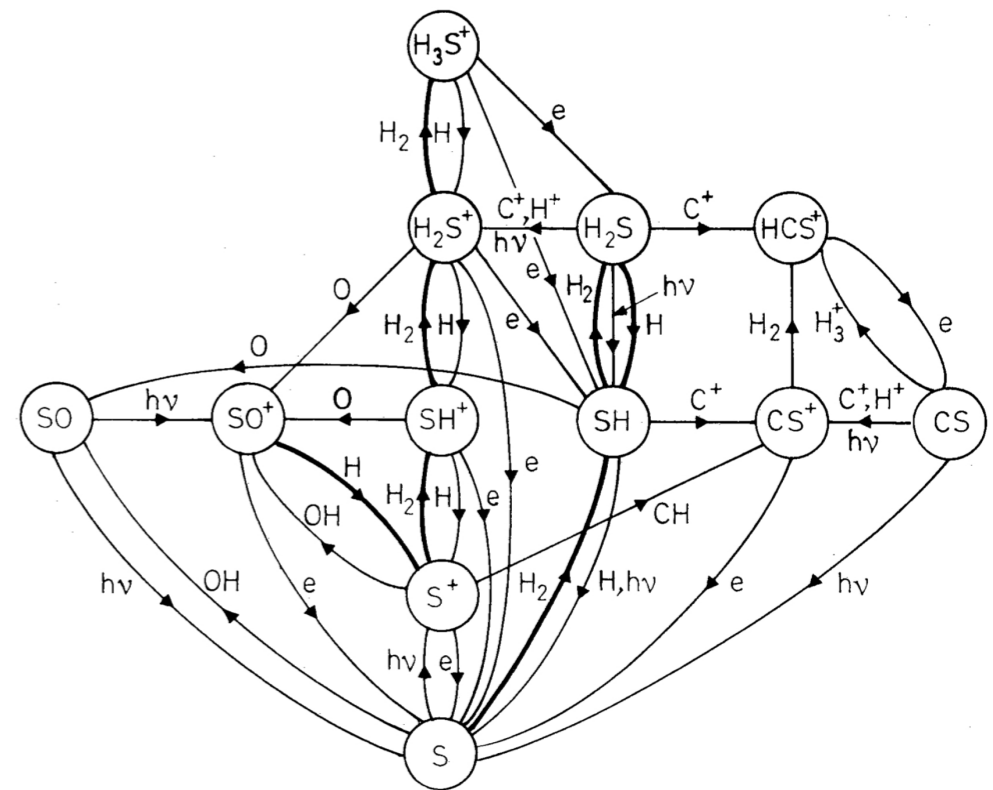 H₃S⁺
e
H₂ H
H₂S⁺ C⁺,H⁺ H₂S C⁺ HCS⁺
hν
O e H₂ hν
H₂ H e H H₂ H₃⁺ e
O
SO hν SO⁺ O SH⁺ SH C⁺ CS⁺ C⁺,H⁺ CS
hν
H H₂ H e e
OH CH
hν OH e S⁺ H₂ H,hν e hν
hν e
S